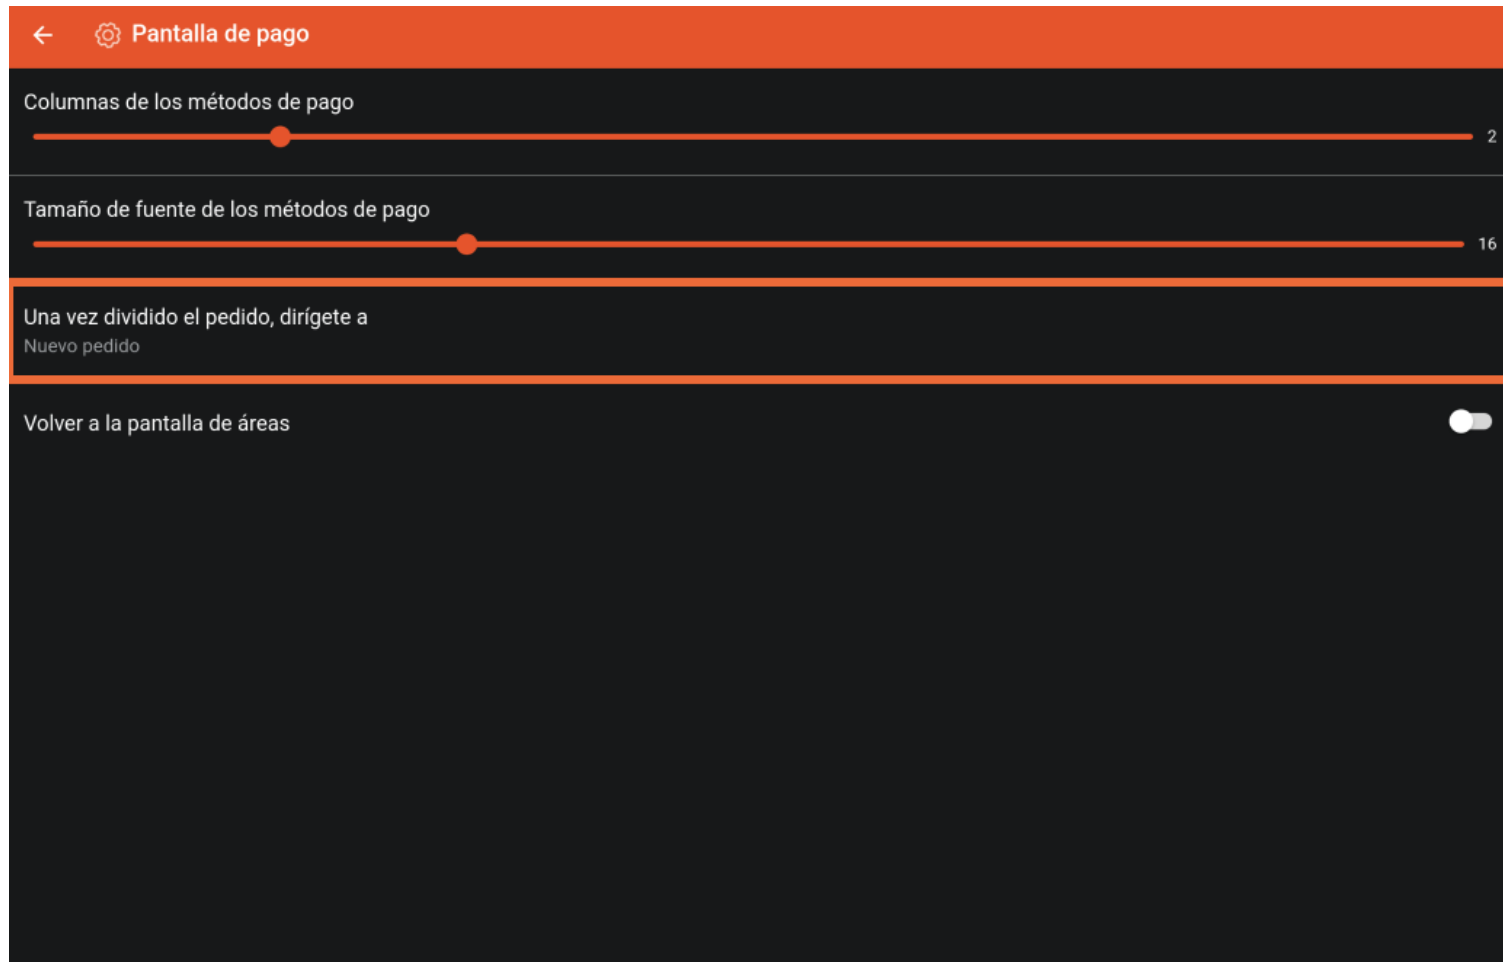 Pantalla de pago
Columnas de los métodos de pago
2
Tamaño de fuente de los métodos de pago
16
Una vez dividido el pedido, dirígete a
Nuevo pedido
Volver a la pantalla de áreas